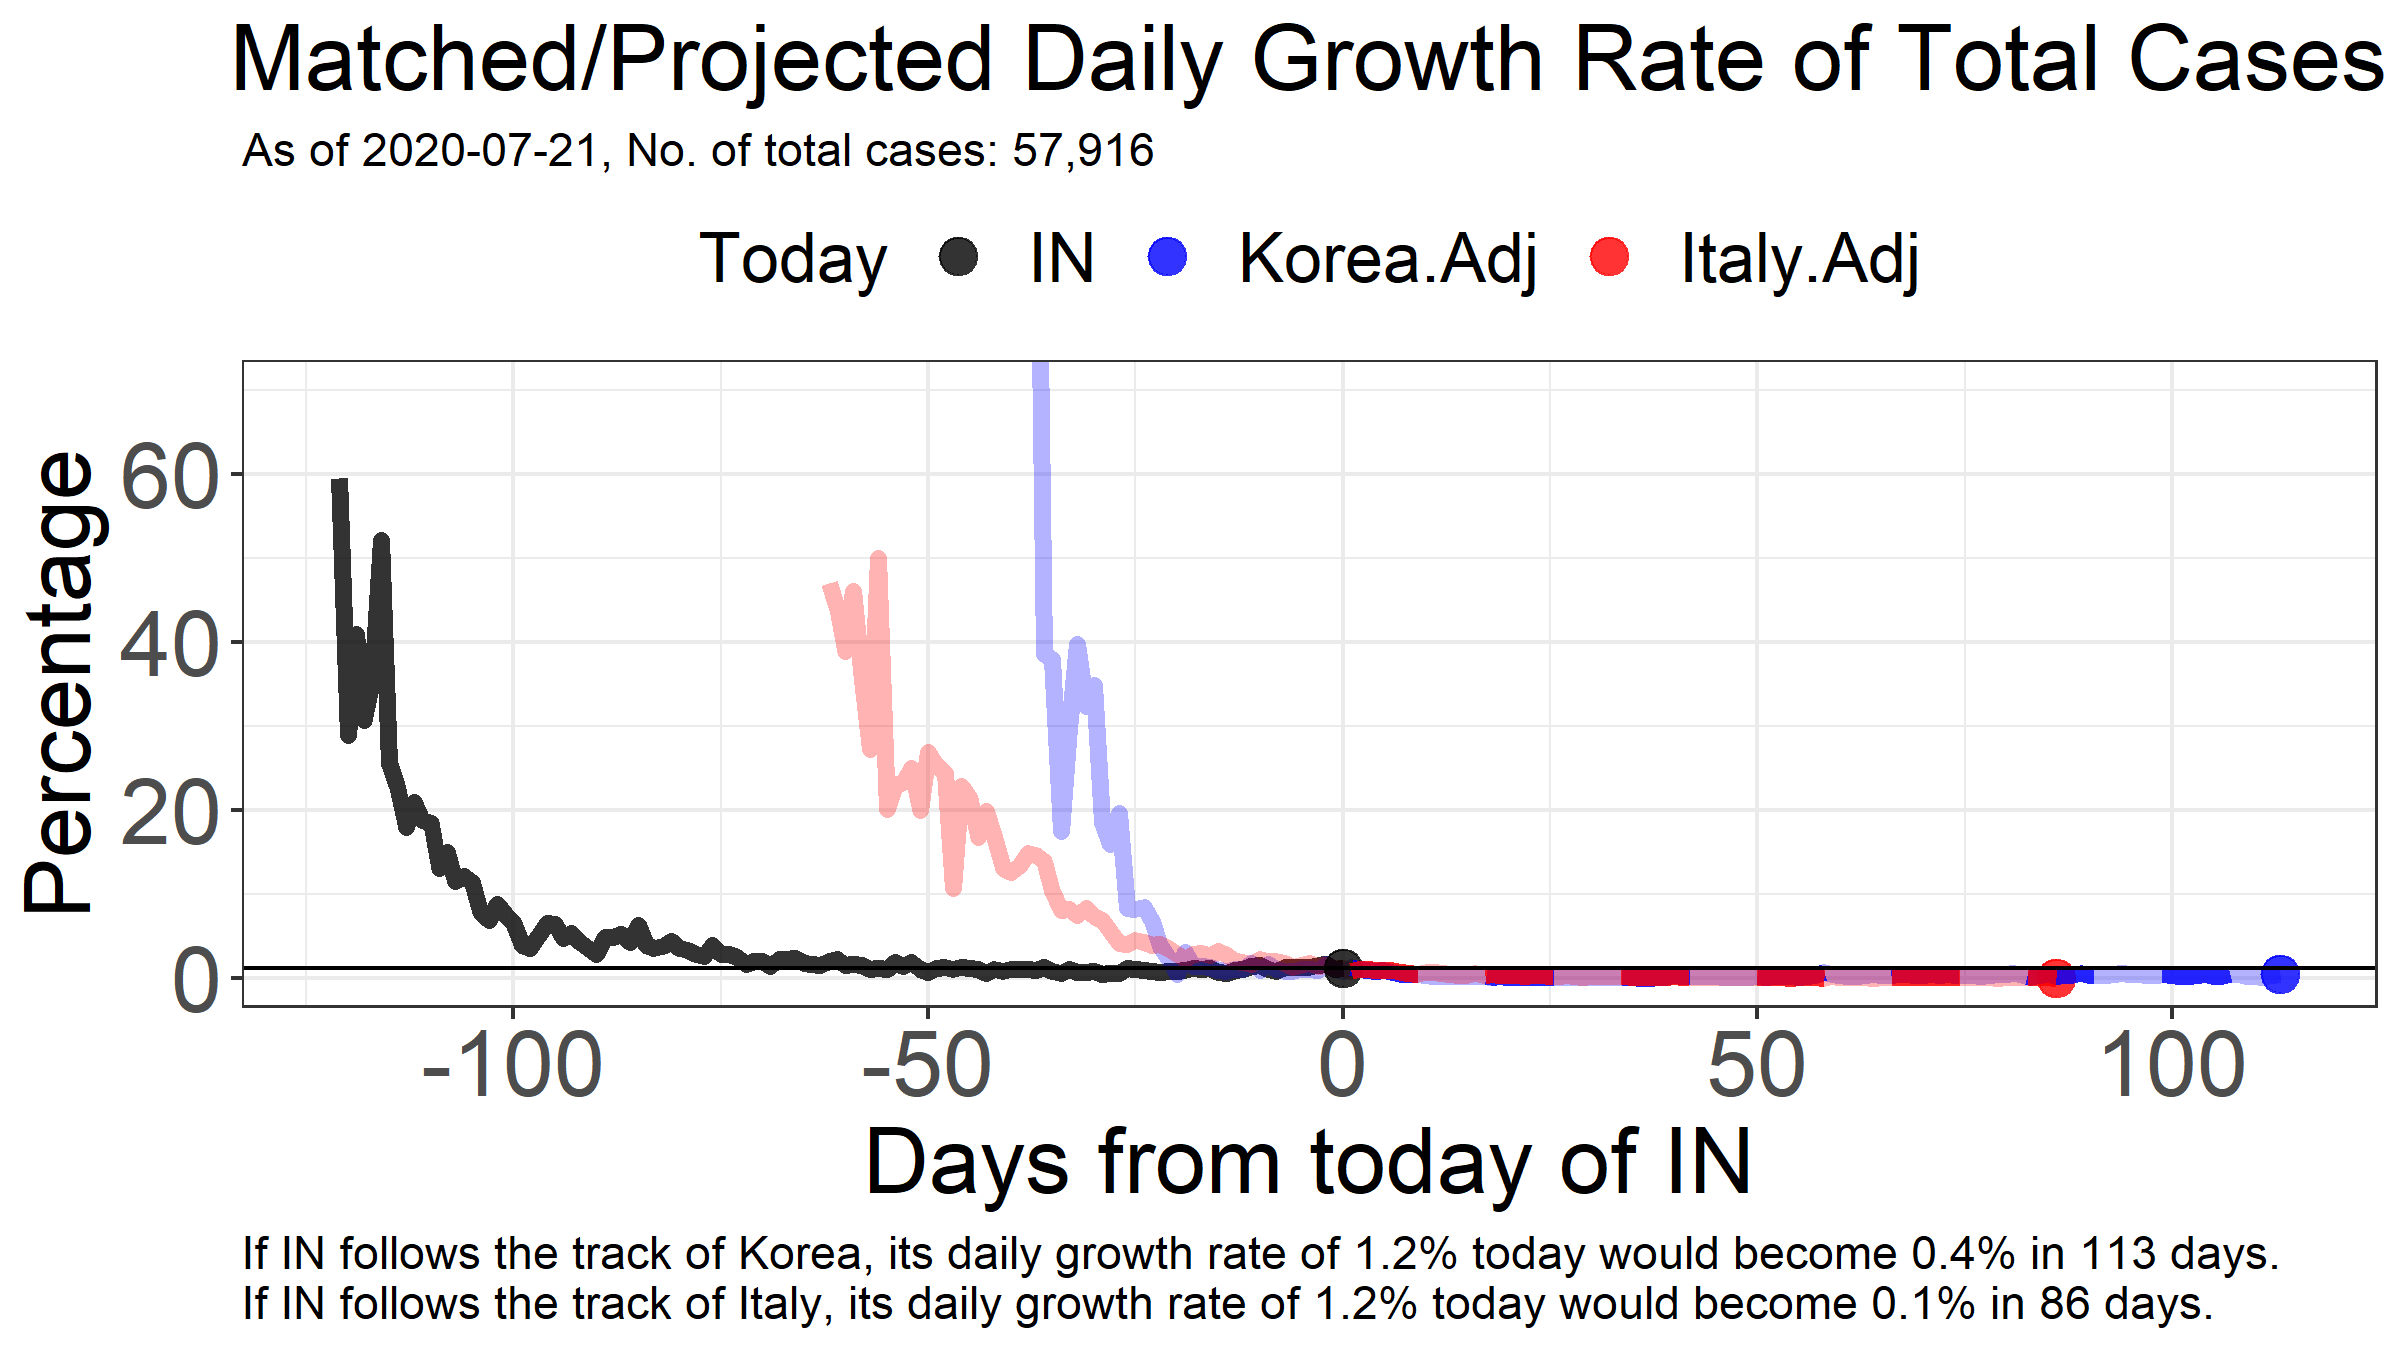 Matched/Projected Daily Growth Rate of Total Cases
As of 2020-07-21, No. of total cases: 57,916
Today IN Korea.Adj Italy.Adj
Percentage
60
40
20
0
-100 -50 0 50 100
Days from today of IN
If IN follows the track of Korea, its daily growth rate of 1.2% today would become 0.4% in 113 days.
If IN follows the track of Italy, its daily growth rate of 1.2% today would become 0.1% in 86 days.